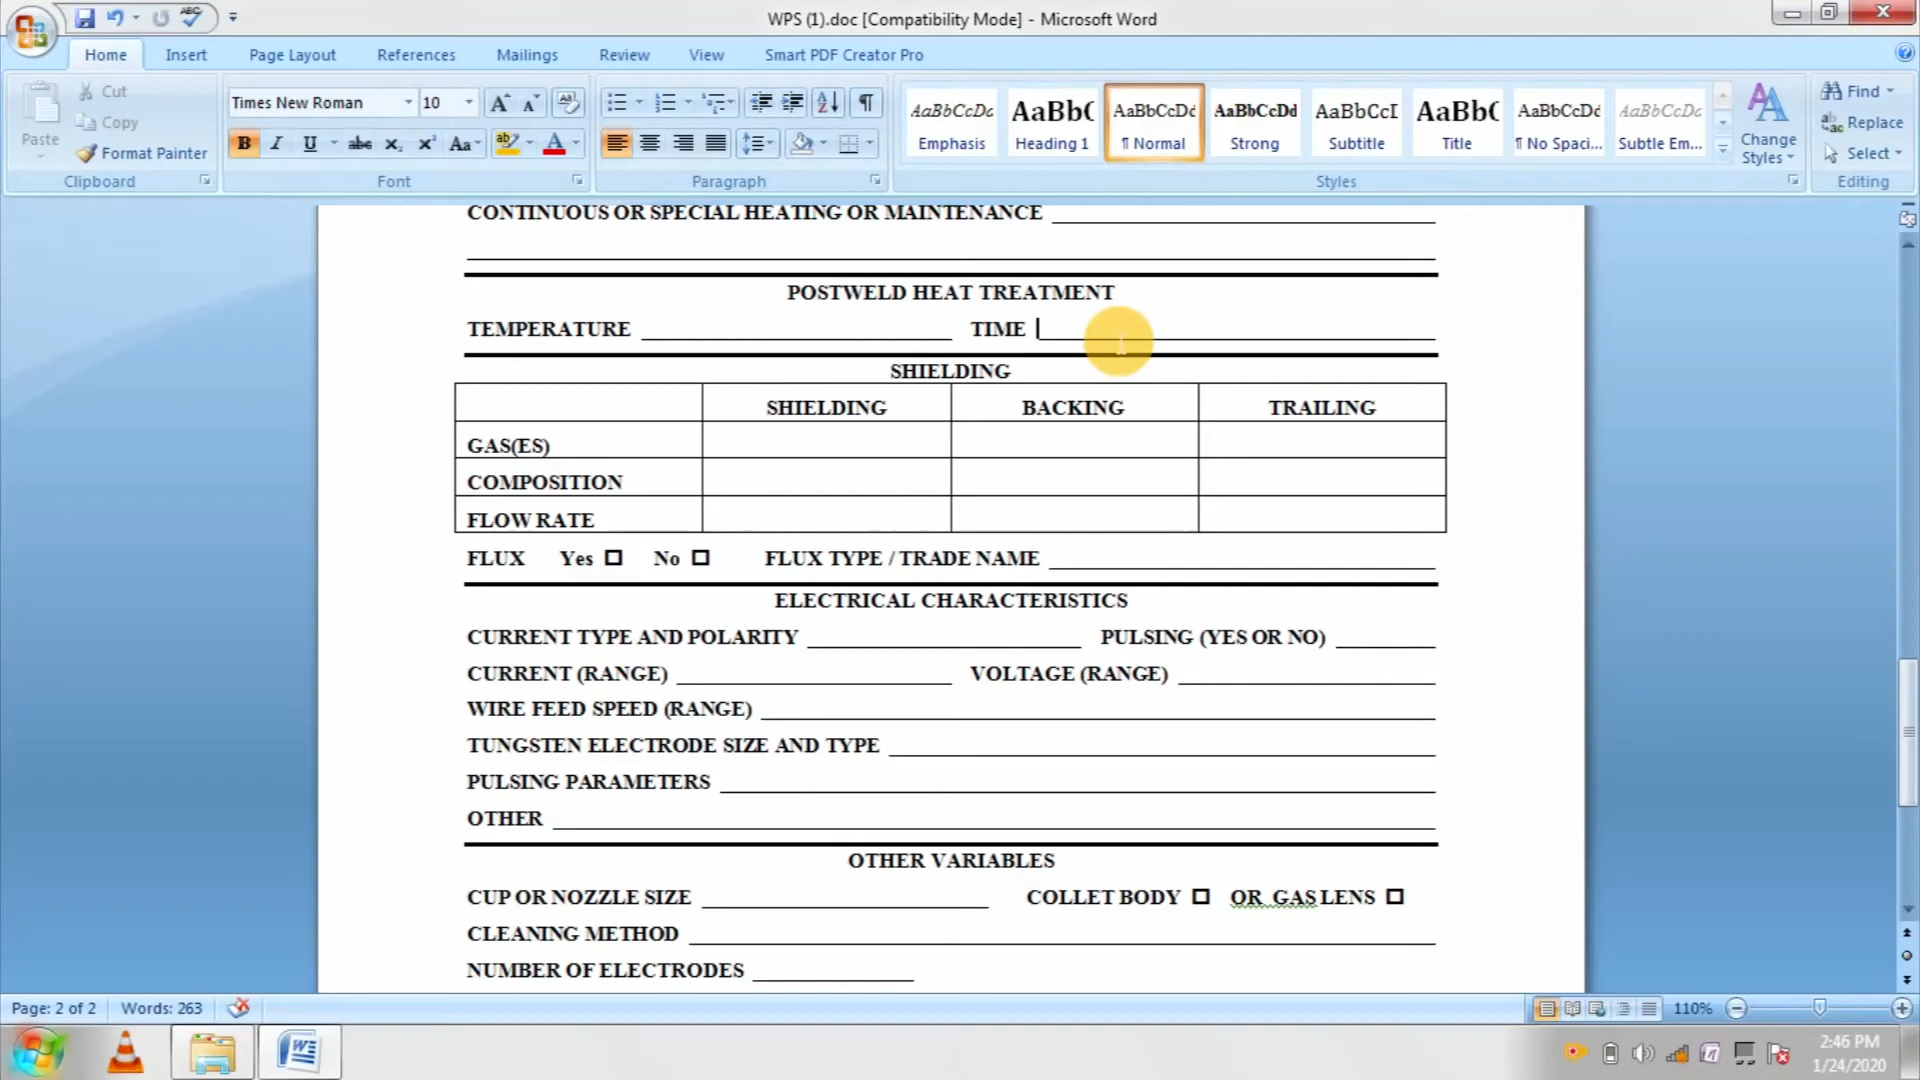 WPS (1).doc [Compatibility Mode] - Microsoft Word
Home Insert Page Layout References Mailings Review View Smart PDF Creator Pro
Paste
Cut
Copy
Format Painter
Clipboard
Times New Roman 10
Font
Paragraph
AaBbCcDc AaBbC AaBbCcDc AaBbCcDd AaBbCcI AaBbC AaBbCcDc AaBbCcDc
Emphasis Heading 1 ¶ Normal Strong Subtitle Title ¶ No Spaci... Subtle Em...
Change Styles
Styles
Find
Replace
Select
Editing
CONTINUOUS OR SPECIAL HEATING OR MAINTENANCE
POSTWELD HEAT TREATMENT
TEMPERATURE TIME
SHIELDING
SHIELDING BACKING TRAILING
GAS(ES)
COMPOSITION
FLOW RATE
FLUX Yes ☐ No ☐ FLUX TYPE / TRADE NAME
ELECTRICAL CHARACTERISTICS
CURRENT TYPE AND POLARITY PULSING (YES OR NO)
CURRENT (RANGE) VOLTAGE (RANGE)
WIRE FEED SPEED (RANGE)
TUNGSTEN ELECTRODE SIZE AND TYPE
PULSING PARAMETERS
OTHER
OTHER VARIABLES
CUP OR NOZZLE SIZE COLLET BODY ☐ OR GAS LENS ☐
CLEANING METHOD
NUMBER OF ELECTRODES
Page: 2 of 2 Words: 263 110%
2:46 PM
1/24/2020